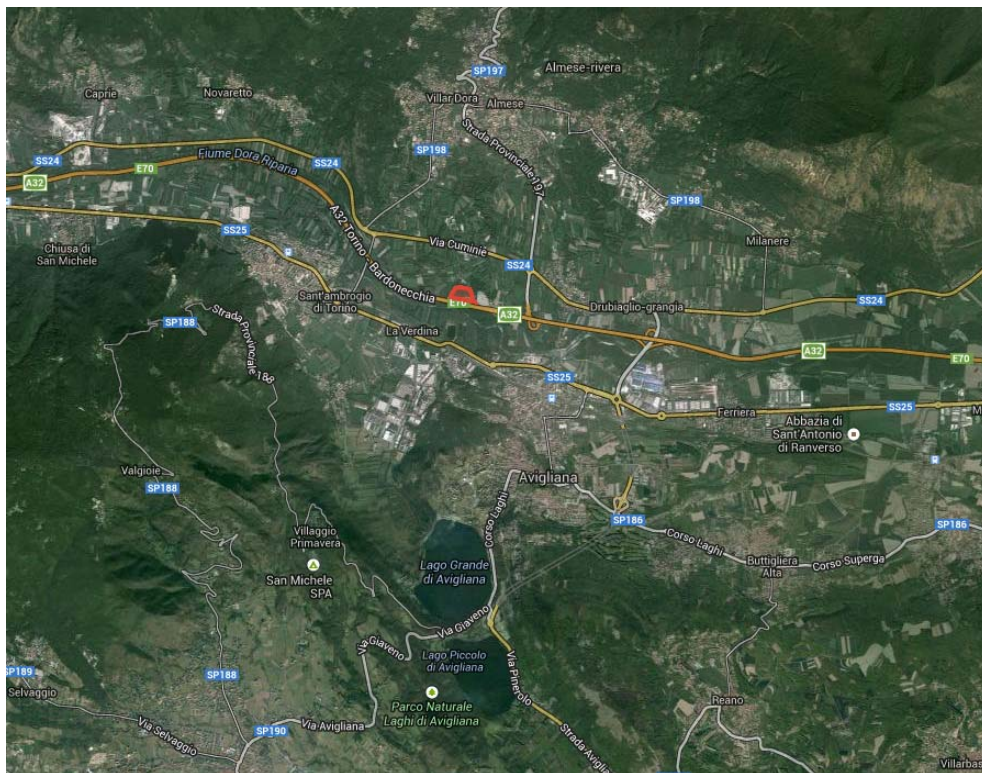 SP197
Almese-rivera
Caprie
Novaretto
Villar Dora
Almese
Strada Provinciale 197
SS24
Fiume Dora Riparia
SS24
SP198
E70
A32
SP198
A32 Torino - Bardonecchia
SS25
Via Cuminie
Milanere
Chiusa di
San Michele
SS24
Sant'ambrogio
di Torino
E70
SS24
Drubiaglio-grangia
A32
SP188
Strada Provinciale 188
La Verdina
A32
E70
SS25
Ferriera
SS25
Abbazia di
Sant'Antonio
di Ranverso
Valgioie
SP188
Avigliana
Corso Laghi
SP186
SP186
Villaggio
Primavera
Corso Laghi
Buttigliera
Alta
Corso Superga
San Michele
SPA
Lago Grande
di Avigliana
Via Giaveno
Via Giaveno
Lago Piccolo
di Avigliana
Via Pinerolo
SP189
Selvaggio
SP188
Parco Naturale
Laghi di Avigliana
Reano
Via Selvaggio
SP190
Via Avigliana
Strada Aviglia
Villarbas